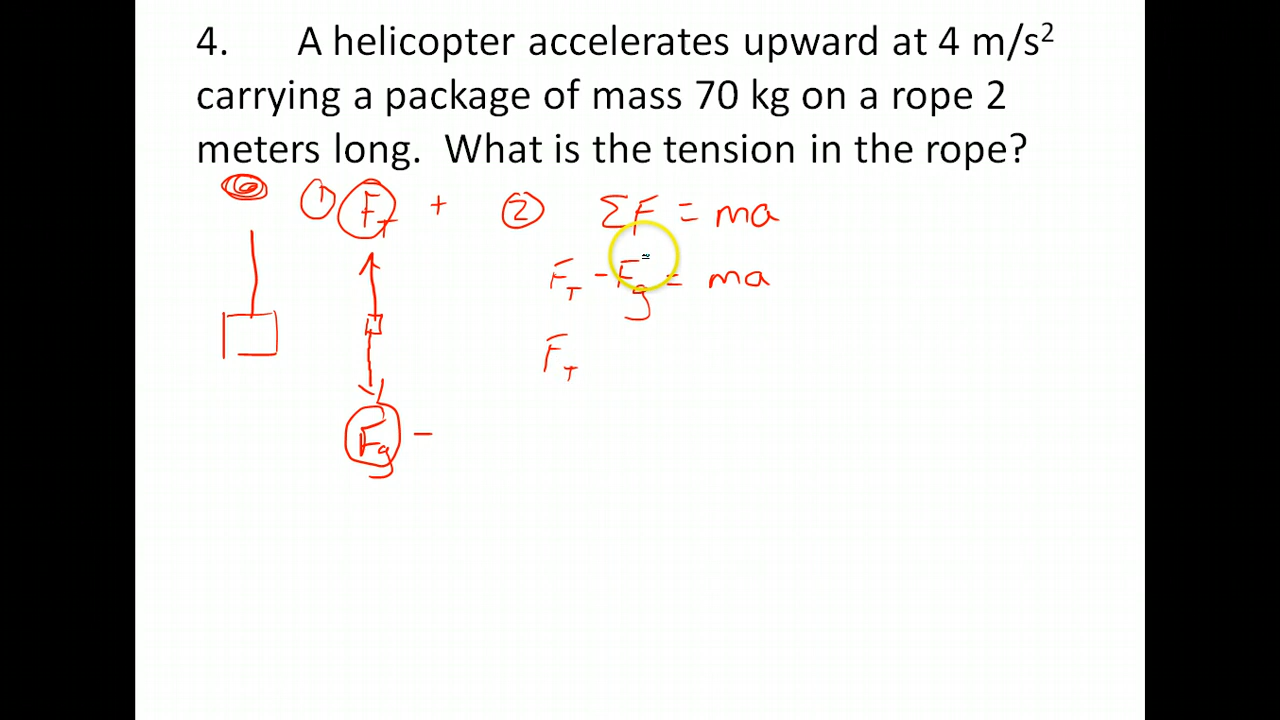 4. A helicopter accelerates upward at 4 m/s²
carrying a package of mass 70 kg on a rope 2
meters long. What is the tension in the rope?
① F_T + ② ΣF = ma
F_T - F_g = ma
F_T
F_g -